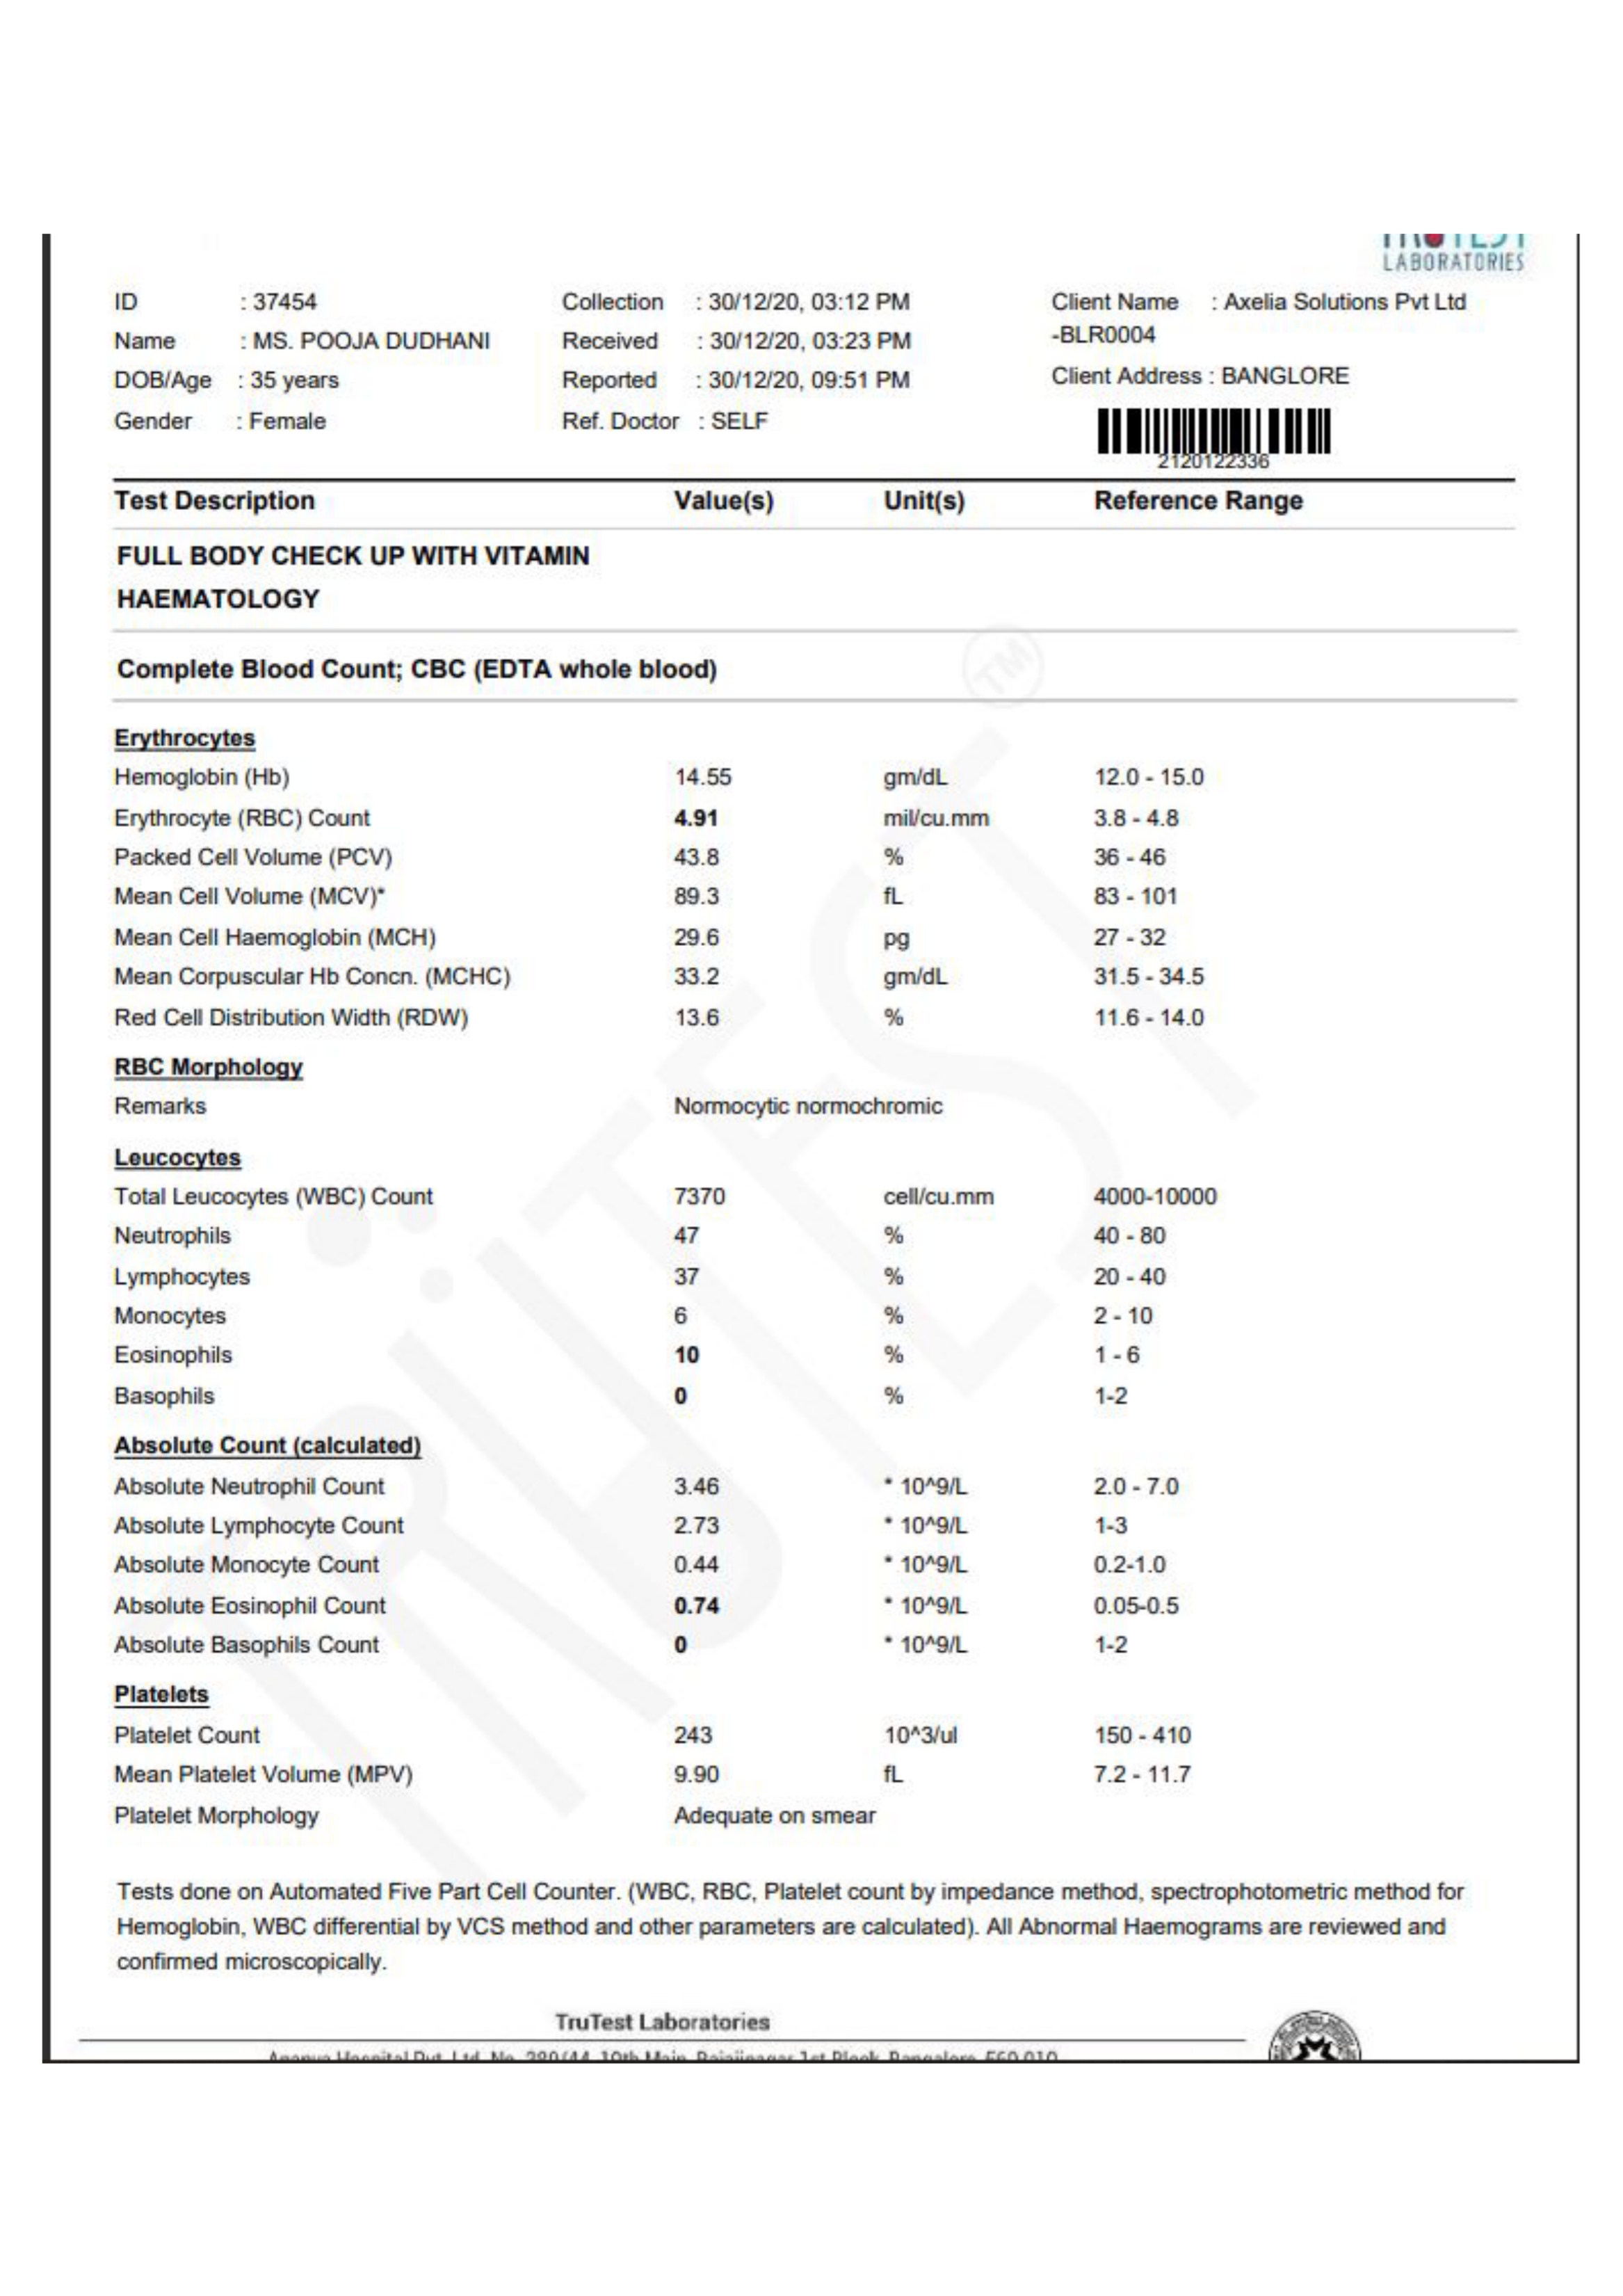 LABORATORIES
ID : 37454 Collection : 30/12/20, 03:12 PM Client Name : Axelia Solutions Pvt Ltd
-BLR0004
Name : MS. POOJA DUDHANI Received : 30/12/20, 03:23 PM
DOB/Age : 35 years Reported : 30/12/20, 09:51 PM Client Address : BANGLORE
Gender : Female Ref. Doctor : SELF
2120122336
Test Description Value(s) Unit(s) Reference Range
FULL BODY CHECK UP WITH VITAMIN
HAEMATOLOGY
Complete Blood Count; CBC (EDTA whole blood)
Erythrocytes
Hemoglobin (Hb) 14.55 gm/dL 12.0 - 15.0
Erythrocyte (RBC) Count 4.91 mil/cu.mm 3.8 - 4.8
Packed Cell Volume (PCV) 43.8 % 36 - 46
Mean Cell Volume (MCV)* 89.3 fL 83 - 101
Mean Cell Haemoglobin (MCH) 29.6 pg 27 - 32
Mean Corpuscular Hb Concn. (MCHC) 33.2 gm/dL 31.5 - 34.5
Red Cell Distribution Width (RDW) 13.6 % 11.6 - 14.0
RBC Morphology
Remarks Normocytic normochromic
Leucocytes
Total Leucocytes (WBC) Count 7370 cell/cu.mm 4000-10000
Neutrophils 47 % 40 - 80
Lymphocytes 37 % 20 - 40
Monocytes 6 % 2 - 10
Eosinophils 10 % 1 - 6
Basophils 0 % 1-2
Absolute Count (calculated)
Absolute Neutrophil Count 3.46 * 10^9/L 2.0 - 7.0
Absolute Lymphocyte Count 2.73 * 10^9/L 1-3
Absolute Monocyte Count 0.44 * 10^9/L 0.2-1.0
Absolute Eosinophil Count 0.74 * 10^9/L 0.05-0.5
Absolute Basophils Count 0 * 10^9/L 1-2
Platelets
Platelet Count 243 10^3/ul 150 - 410
Mean Platelet Volume (MPV) 9.90 fL 7.2 - 11.7
Platelet Morphology Adequate on smear
Tests done on Automated Five Part Cell Counter. (WBC, RBC, Platelet count by impedance method, spectrophotometric method for
Hemoglobin, WBC differential by VCS method and other parameters are calculated). All Abnormal Haemograms are reviewed and
confirmed microscopically.
TruTest Laboratories
TRUTEST TM